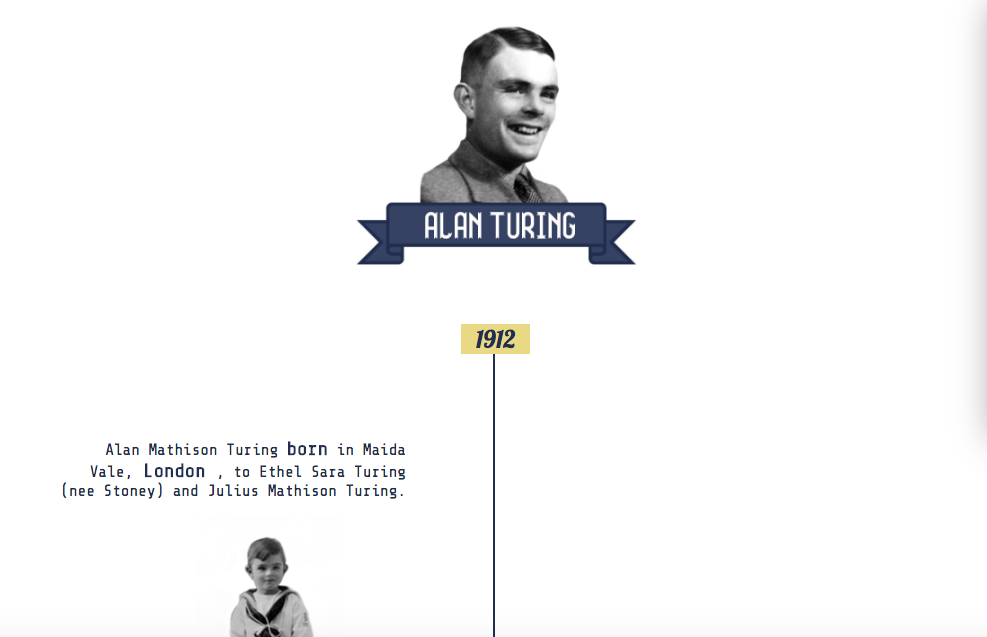 ALAN TURING
1912
Alan Mathison Turing born in Maida
Vale, London , to Ethel Sara Turing
(nee Stoney) and Julius Mathison Turing.